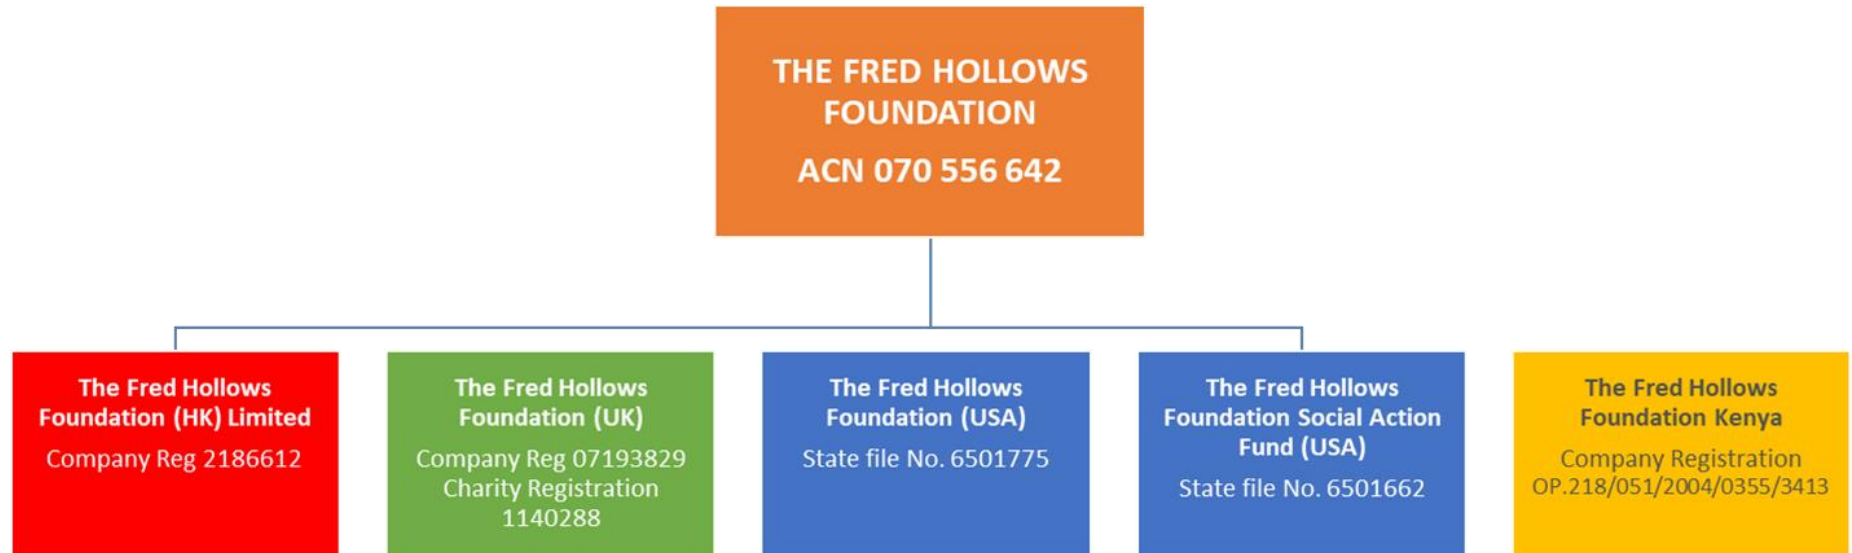 THE FRED HOLLOWS
FOUNDATION
ACN 070 556 642
The Fred Hollows
Foundation (HK) Limited
Company Reg 2186612
The Fred Hollows
Foundation (UK)
Company Reg 07193829
Charity Registration
1140288
The Fred Hollows
Foundation (USA)
State file No. 6501775
The Fred Hollows
Foundation Social Action
Fund (USA)
State file No. 6501662
The Fred Hollows
Foundation Kenya
Company Registration
OP.218/051/2004/0355/3413